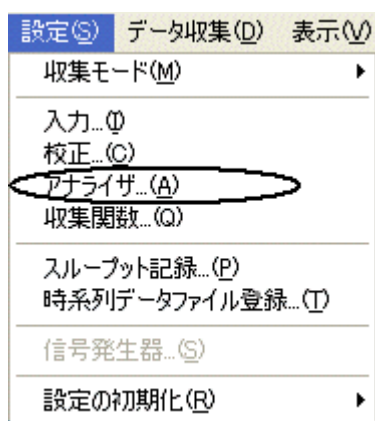 設定(S) データ収集(D) 表示(V)
収集モード(M)
入力...(I)
校正...(C)
アナライザ...(A)
収集関数...(Q)
スループット記録...(P)
時系列データファイル登録...(T)
信号発生器...(S)
設定の初期化(R)